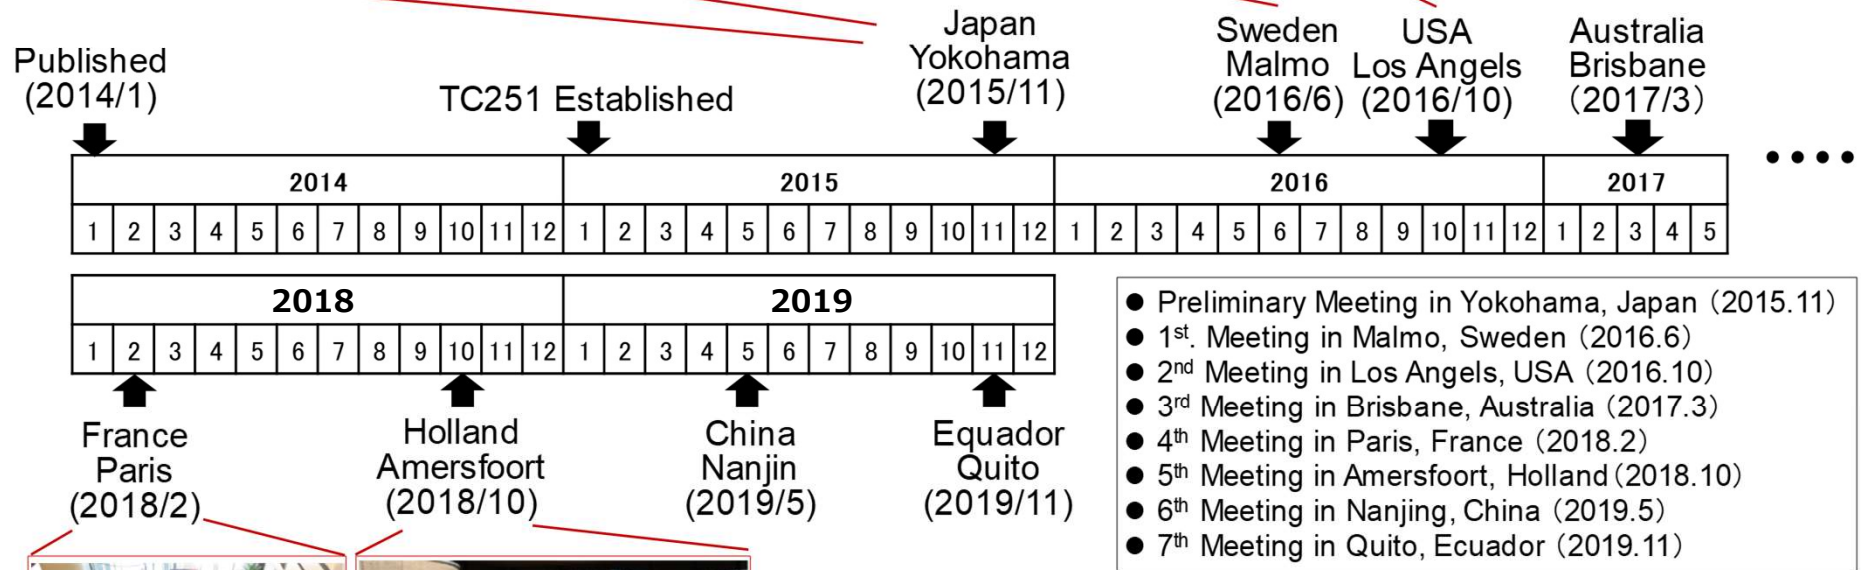 Published
(2014/1)
TC251 Established
Japan
Yokohama
(2015/11)
Sweden
Malmo
(2016/6)
USA
Los Angels
(2016/10)
Australia
Brisbane
（2017/3）
2014 2015 2016 2017
1 2 3 4 5 6 7 8 9 10 11 12 1 2 3 4 5 6 7 8 9 10 11 12 1 2 3 4 5 6 7 8 9 10 11 12 1 2 3 4 5
2018 2019
1 2 3 4 5 6 7 8 9 10 11 12 1 2 3 4 5 6 7 8 9 10 11 12
France
Paris
(2018/2)
Holland
Amersfoort
(2018/10)
China
Nanjin
(2019/5)
Equador
Quito
(2019/11)
● Preliminary Meeting in Yokohama, Japan（2015.11）
● 1st. Meeting in Malmo, Sweden（2016.6）
● 2nd Meeting in Los Angels, USA（2016.10）
● 3rd Meeting in Brisbane, Australia（2017.3）
● 4th Meeting in Paris, France（2018.2）
● 5th Meeting in Amersfoort, Holland（2018.10）
● 6th Meeting in Nanjing, China（2019.5）
● 7th Meeting in Quito, Ecuador（2019.11）